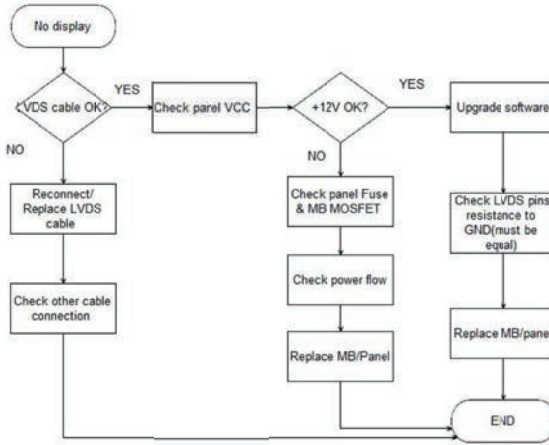 No display
LVDS cable OK?
YES
Check panel VCC
+12V OK?
YES
Upgrade software
NO
Reconnect/
Replace LVDS
cable
Check other cable
connection
NO
Check panel Fuse
& MB MOSFET
Check power flow
Replace MB/Panel
Check LVDS pins
resistance to
GND(must be
equal)
Replace MB/panel
END